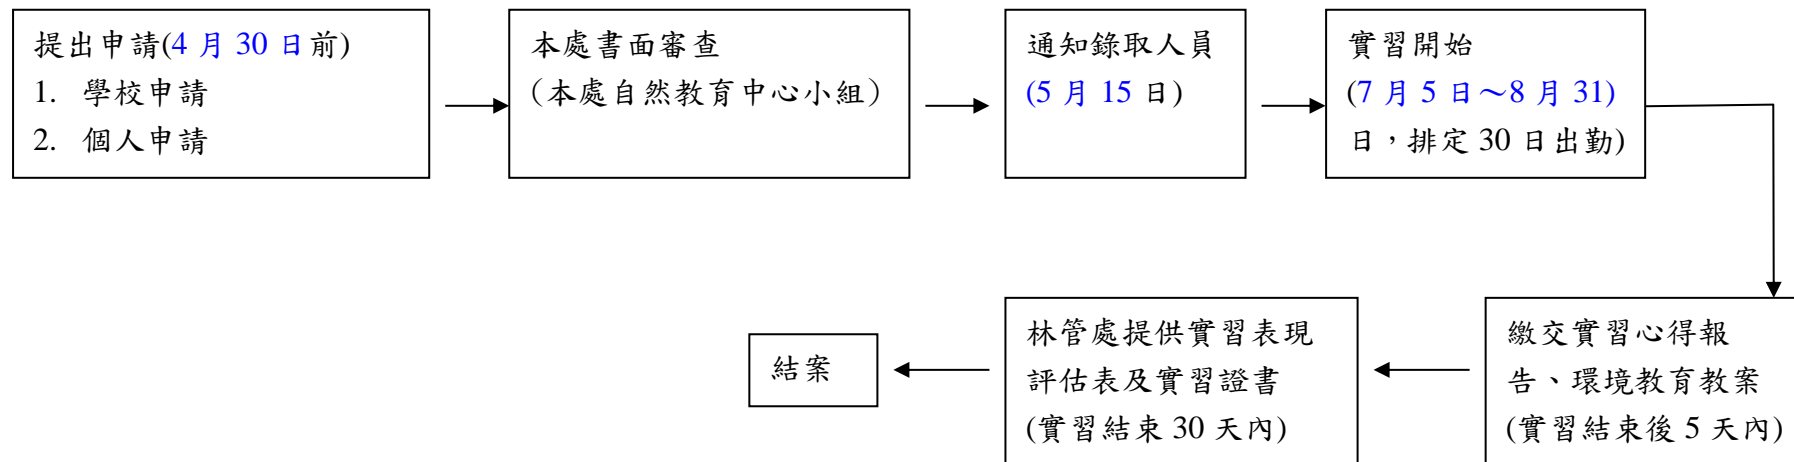 提出申請(4 月 30 日前)
1. 學校申請
2. 個人申請
本處書面審查
（本處自然教育中心小組）
通知錄取人員
(5 月 15 日)
實習開始
(7 月 5 日～8 月 31)
日，排定 30 日出勤)
繳交實習心得報
告、環境教育教案
(實習結束後 5 天內)
林管處提供實習表現
評估表及實習證書
(實習結束 30 天內)
結案